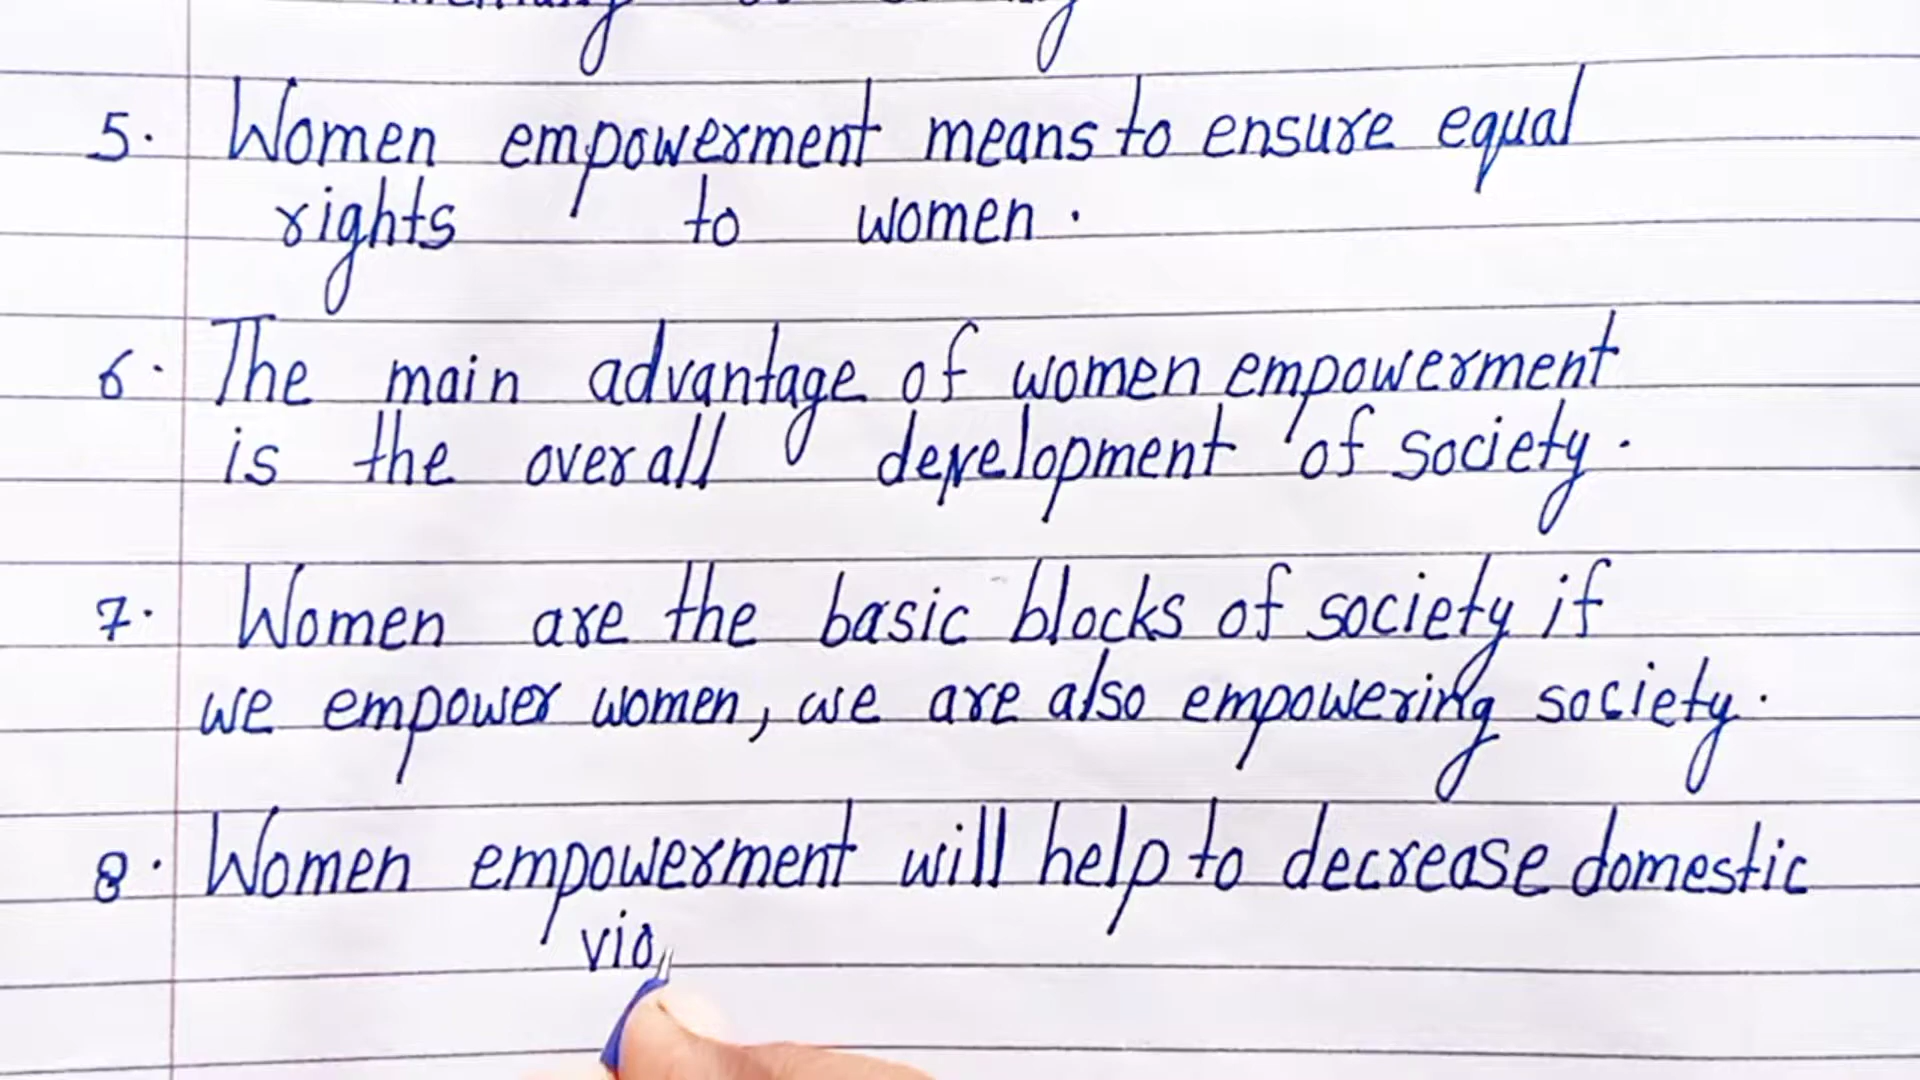 5. Women empowerment means to ensure equal
rights to women.
6. The main advantage of women empowerment
is the overall development of society.
7. Women are the basic blocks of society if
we empower women, we are also empowering society.
8. Women empowerment will help to decrease domestic
vio